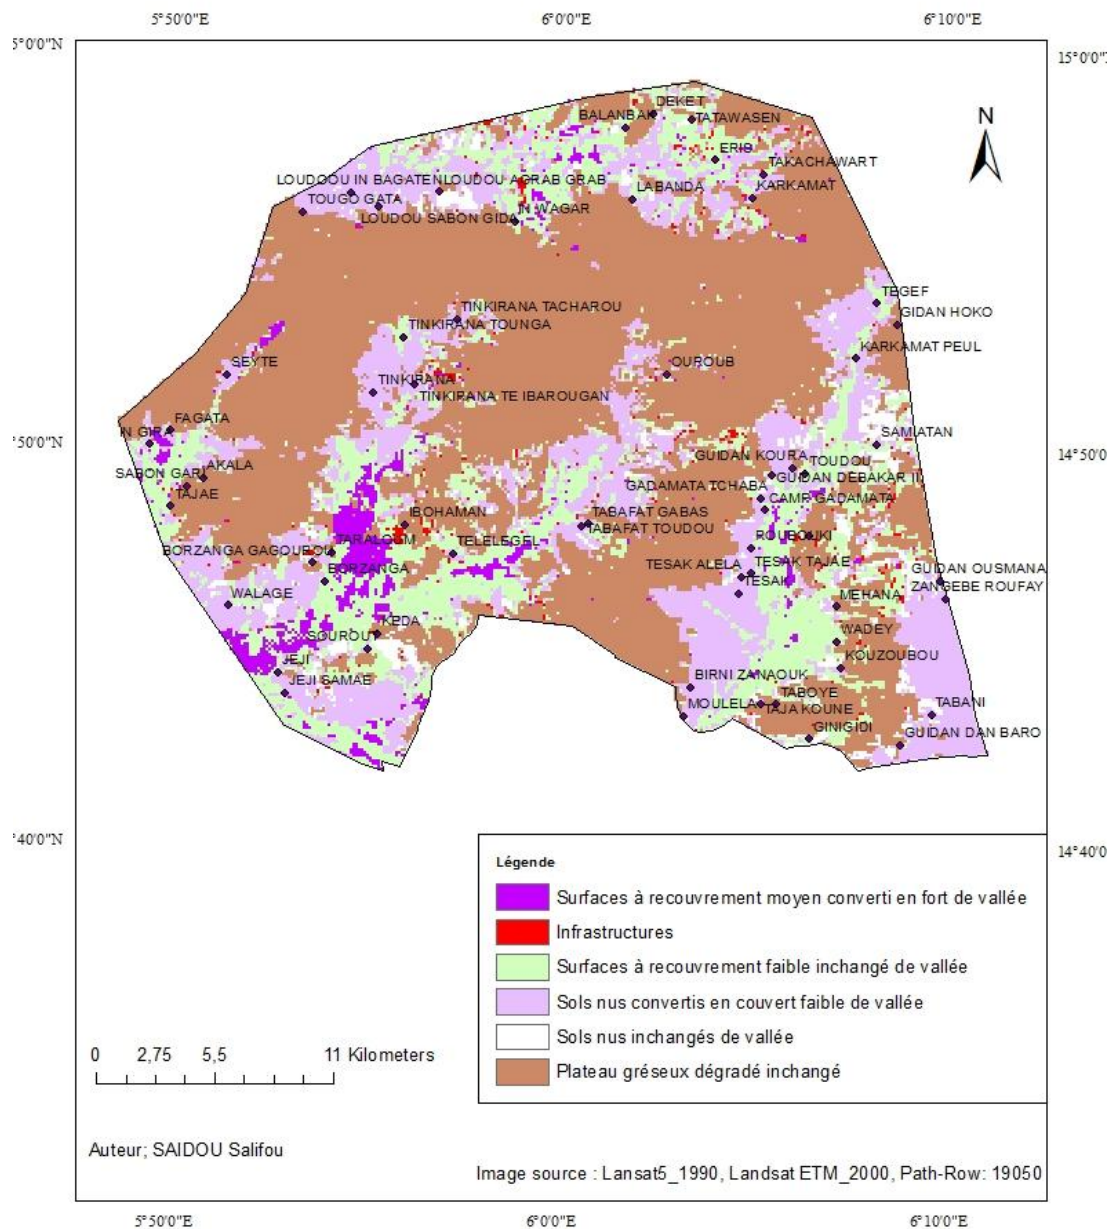 5°50'0"E 6°0'0"E 6°10'0"E
5°0'0"N
15°0'0"
N
DEKET
BALANBAK
TATAWASEN
ERIS
TAKACHAWART
LOUDOOU IN BAGATEN
LOUDOU AGRAB GRAB
LABANDA
KARKAMAT
TOUGO GATA
IN WAGAR
LOUDOU SABON GIDA
TEGEF
TINKIRANA TACHAROU
GIDAN HOKO
TINKIRANA TOUNGA
KARKAMAT PEUL
SEYTE
OUROUB
TINKIRANA
TINKIRANA TE IBAROUGAN
FAGATA
IN GIRA
SAMIATAN
°50'0"N
14°50'0"
GUIDAN KOURA
TOUDOU
AKALA
SABON GARI
GUIDAN DEBAKAR III
GADAMATA TCHABA
TAJAE
CAMP GADAMATA
IBOHAMAN
TABAFAT GABAS
TABAFAT TOUDOU
TARALOUM
TELELEGEL
ROUBOUKI
BORZANGA GAGOUROU
TESAK ALELA
TESAK TAJAE
BORZANGA
GUIDAN OUSMANA
TESAK
ZANGEBE ROUFAY
WALAGE
MEHANA
KEDA
SOUROUT
WADEY
JEJI
KOUZOUBOU
JEJI SAMAE
BIRNI ZANAOUK
TABOYE
MOULELA
TAJA KOUNE
TABANI
GINIGIDI
GUIDAN DAN BARO
°40'0"N
14°40'0
Légende
Surfaces à recouvrement moyen converti en fort de vallée
Infrastructures
Surfaces à recouvrement faible inchangé de vallée
Sols nus convertis en couvert faible de vallée
Sols nus inchangés de vallée
Plateau gréseux dégradé inchangé
0 2,75 5,5 11 Kilometers
Auteur; SAIDOU Salifou
Image source : Lansat5_1990, Landsat ETM_2000, Path-Row: 19050
5°50'0"E 6°0'0"E 6°10'0"E